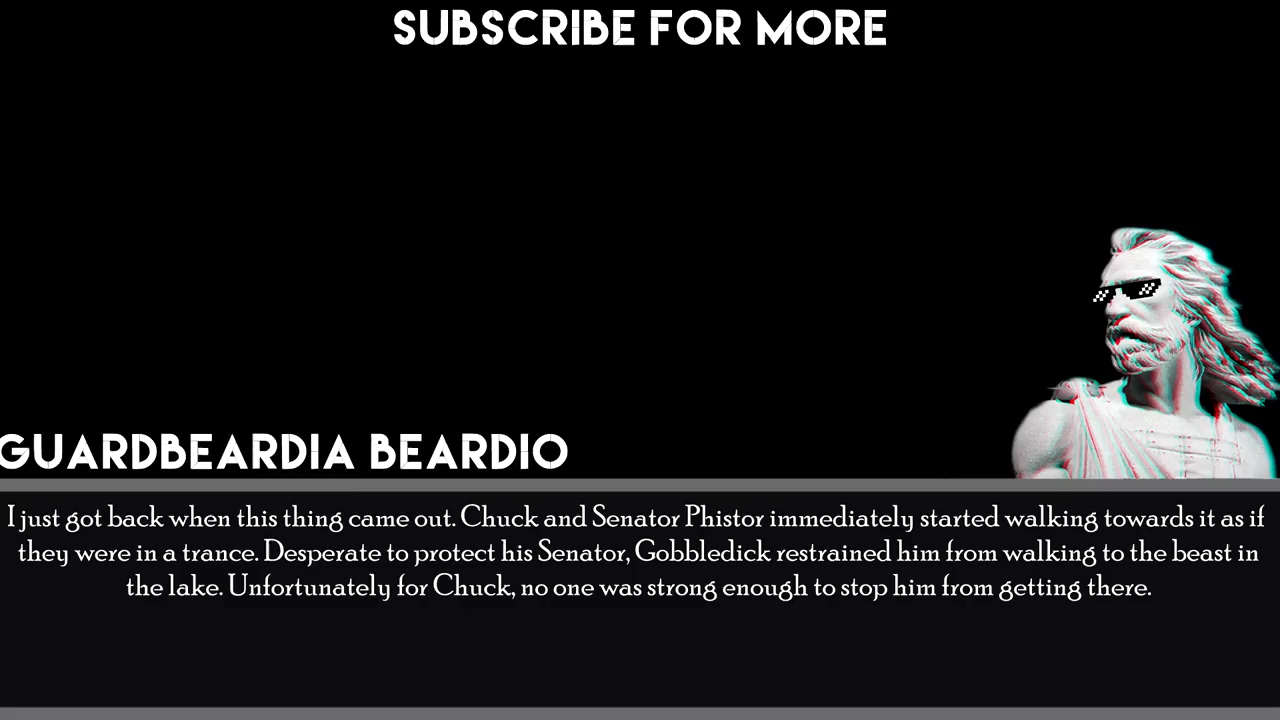 SUBSCRIBE FOR MORE
GUARDBEARDIA BEARDIO
I just got back when this thing came out. Chuck and Senator Phistor immediately started walking towards it as if
they were in a trance. Desperate to protect his Senator, Gobbledick restrained him from walking to the beast in
the lake. Unfortunately for Chuck, no one was strong enough to stop him from getting there.